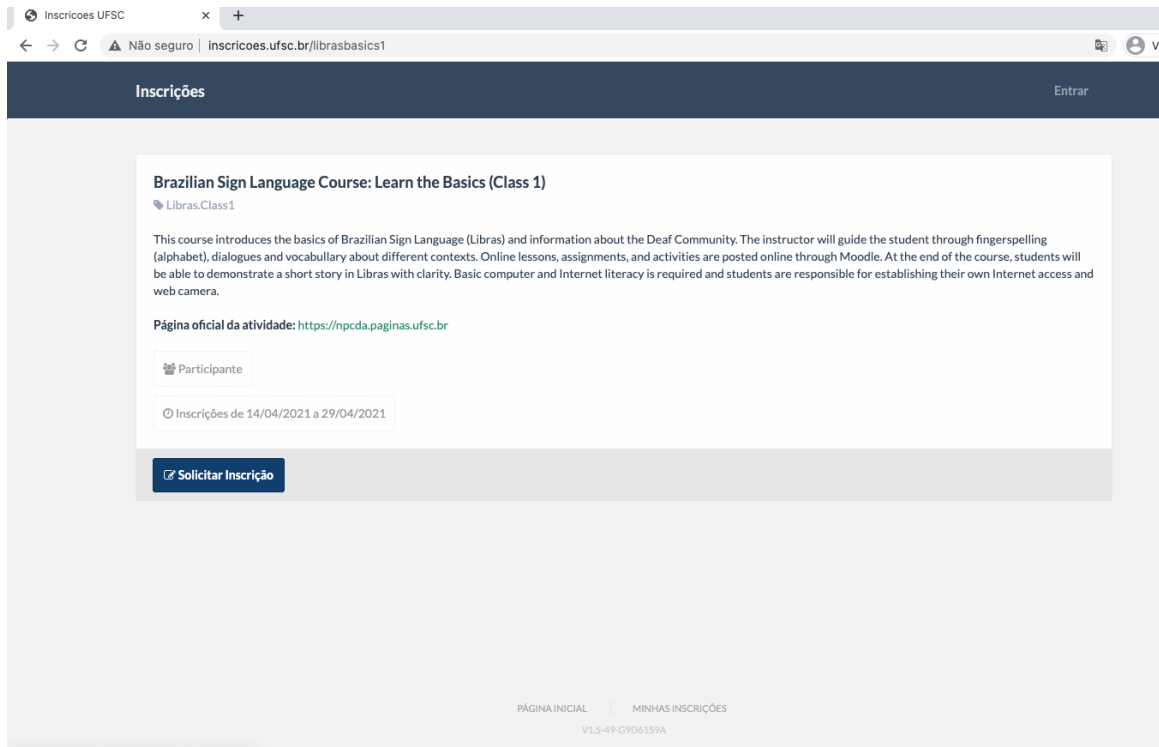 Inscricoes UFSC
Não seguro | inscricoes.ufsc.br/librasbasics1
Inscrições
Entrar
Brazilian Sign Language Course: Learn the Basics (Class 1)
Libras.Class1
This course introduces the basics of Brazilian Sign Language (Libras) and information about the Deaf Community. The instructor will guide the student through fingerspelling
(alphabet), dialogues and vocabullary about different contexts. Online lessons, assignments, and activities are posted online through Moodle. At the end of the course, students will
be able to demonstrate a short story in Libras with clarity. Basic computer and Internet literacy is required and students are responsible for establishing their own Internet access and
web camera.
Página oficial da atividade: https://npcda.paginas.ufsc.br
Participante
Inscrições de 14/04/2021 a 29/04/2021
Solicitar Inscrição
PÁGINA INICIAL | MINHAS INSCRIÇÕES
V1.5-49-G9D6159A